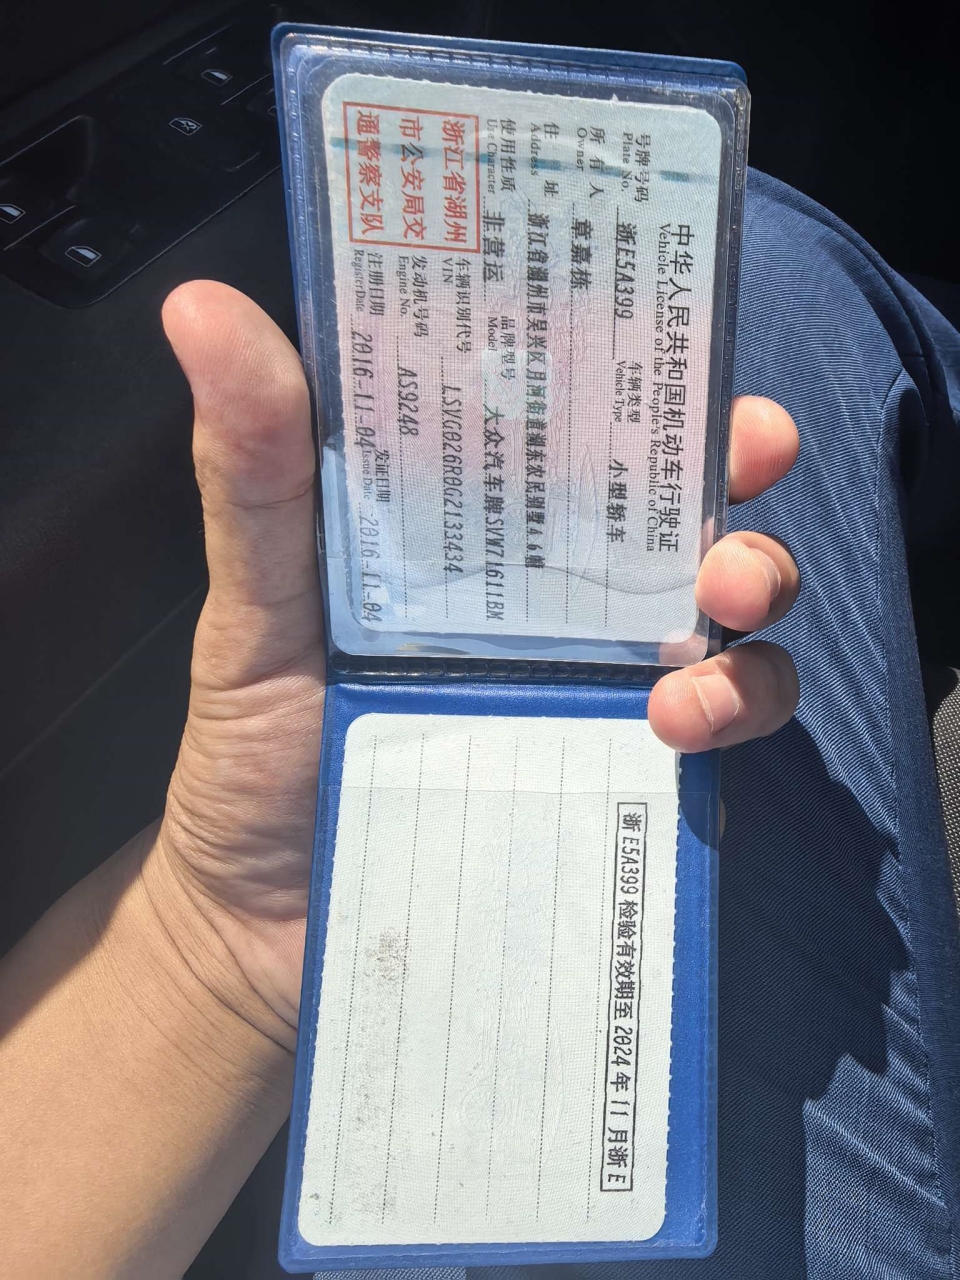 中华人民共和国机动车行驶证
Vehicle License of the People's Republic of China
号牌号码 浙E5A399 车辆类型 小型轿车
Plate No. Vehicle Type
所有人 章嘉栋
Owner
住址 浙江省湖州市吴兴区月河街道湖东农民别墅46幢
Address
使用性质 非营运 品牌型号 大众汽车牌SVW71611BM
Use Character Model
浙江省湖州
市公安局交
通警察支队
车辆识别代号 LSVG026R0G2133434
VIN
发动机号码 AS9248
Engine No.
注册日期 2016-11-04 发证日期 2016-11-04
Register Date Issue Date
浙E5A399 检验有效期至 2024年11月浙E